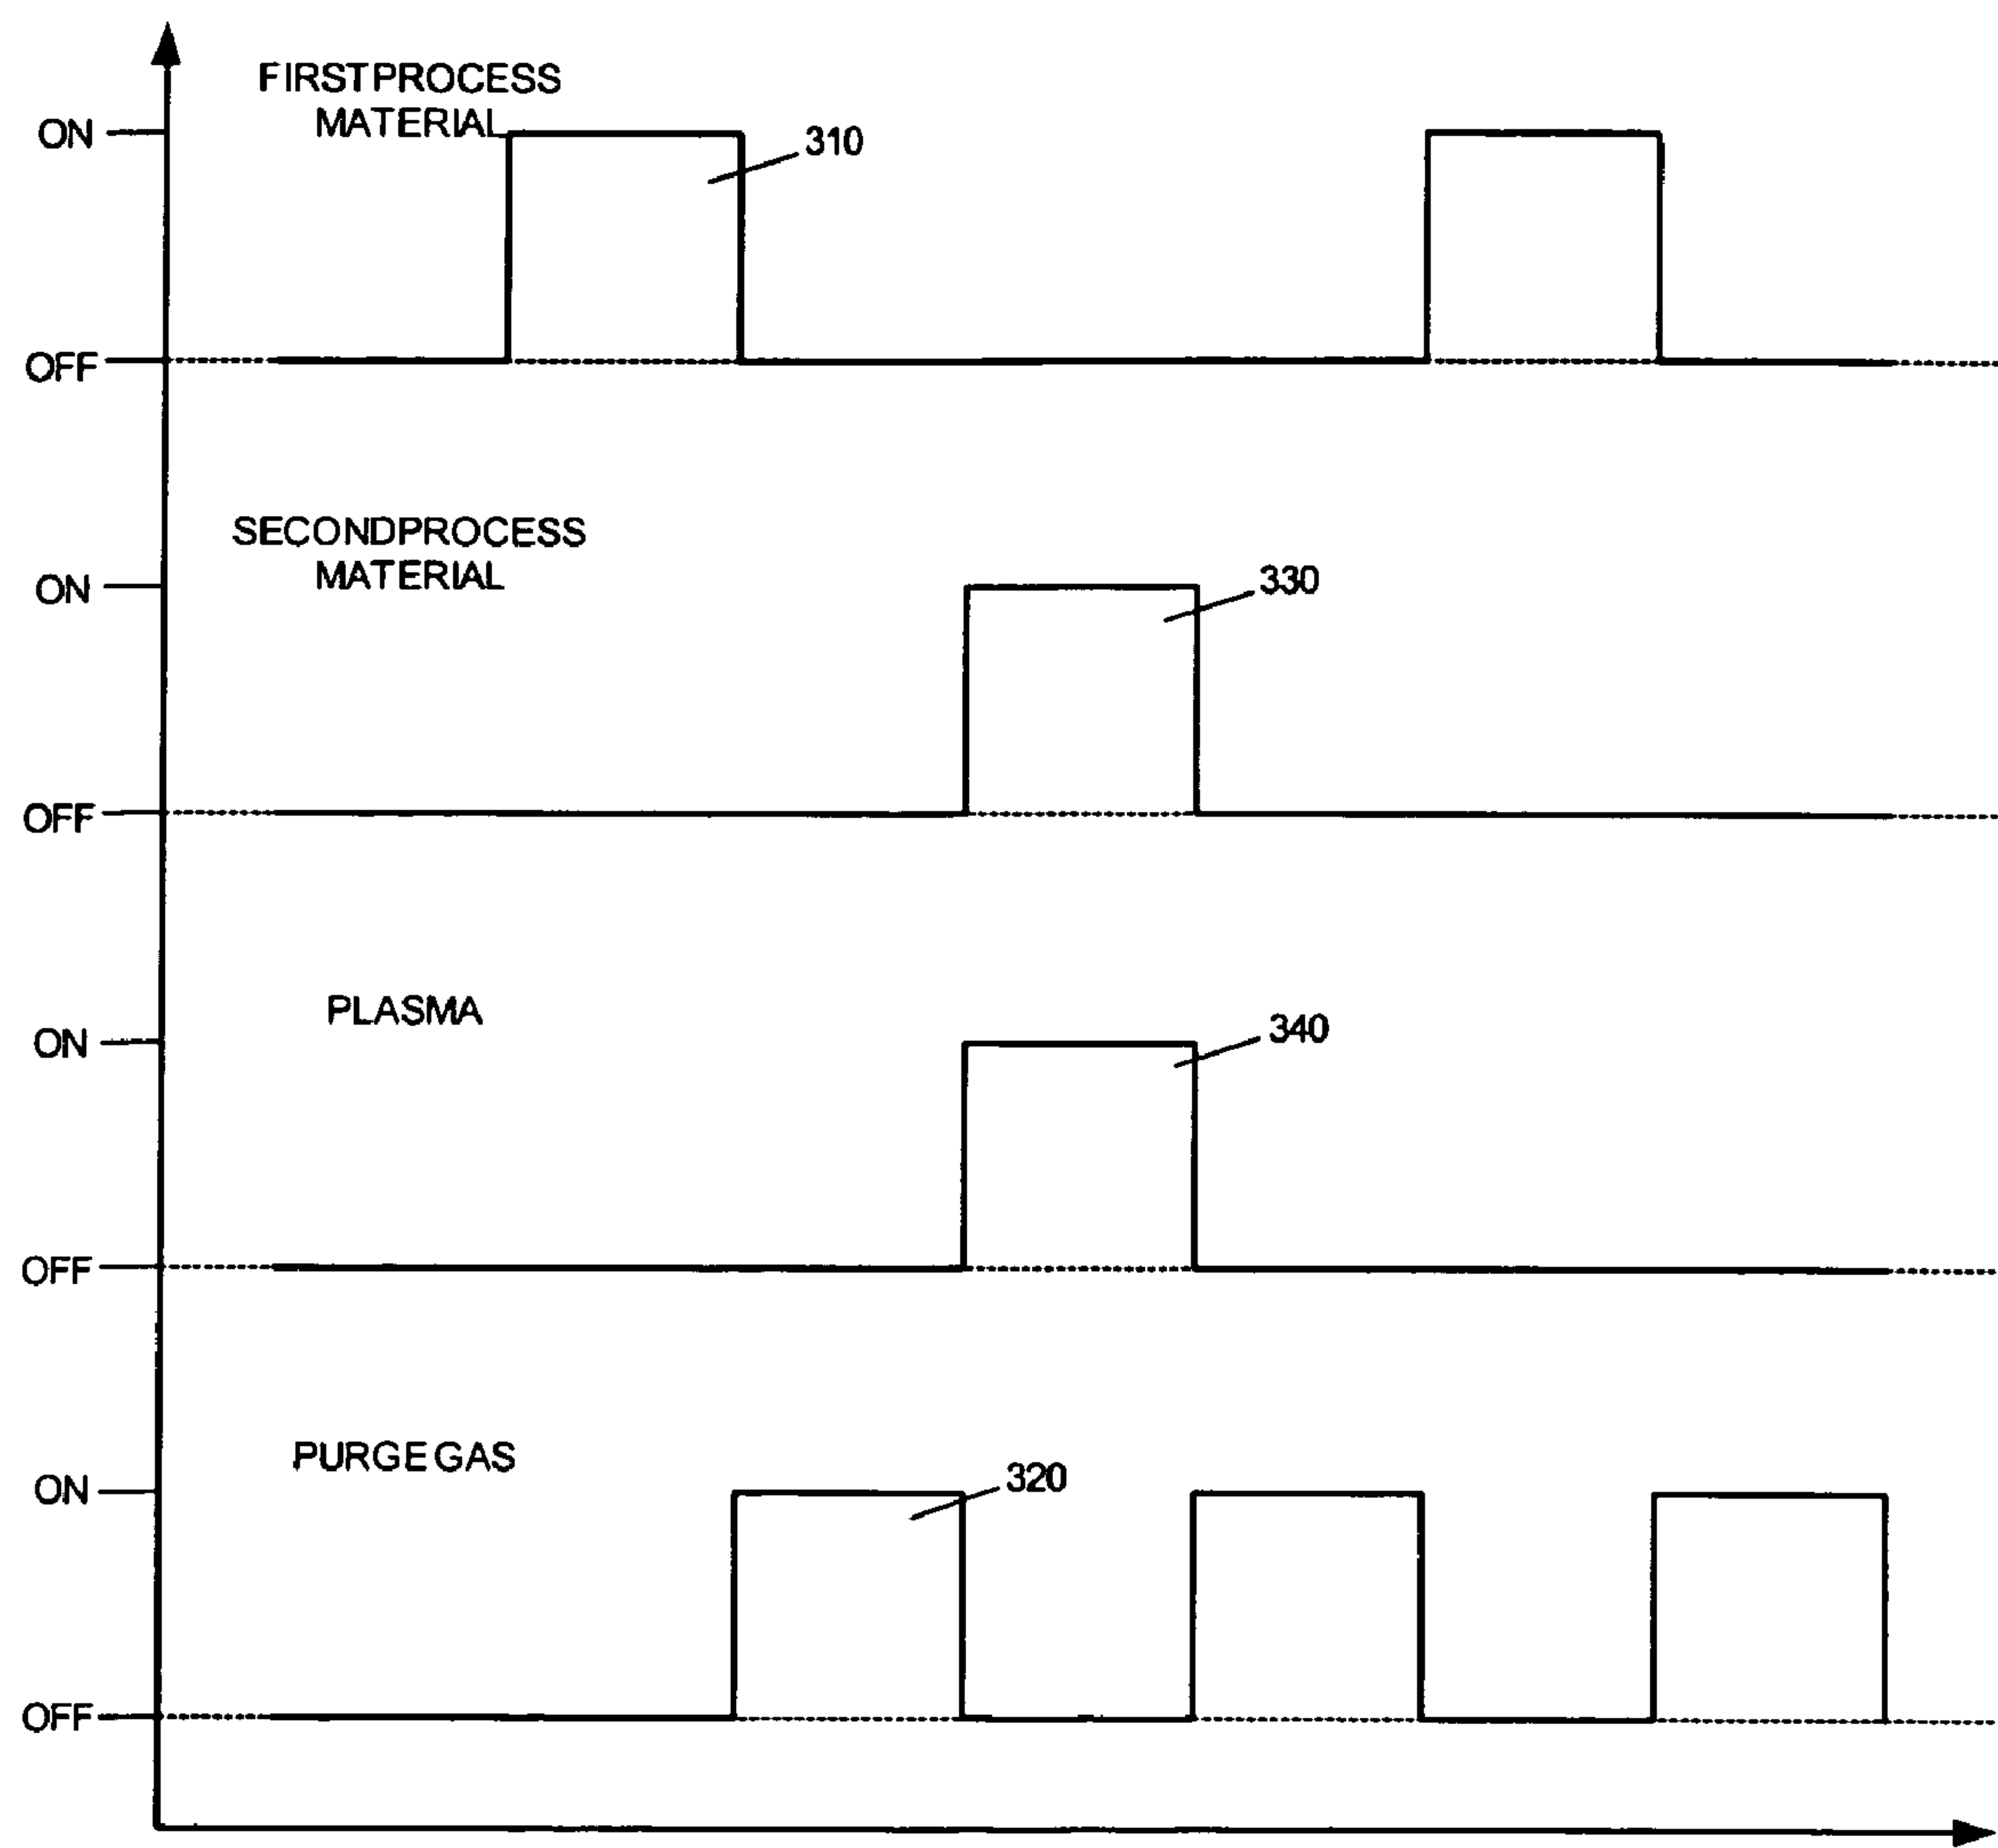 FIRSTPROCESS
MATERIAL
ON
310
OFF
SECONDPROCESS
MATERIAL
ON
330
OFF
PLASMA
ON
340
OFF
PURGE GAS
ON
320
OFF